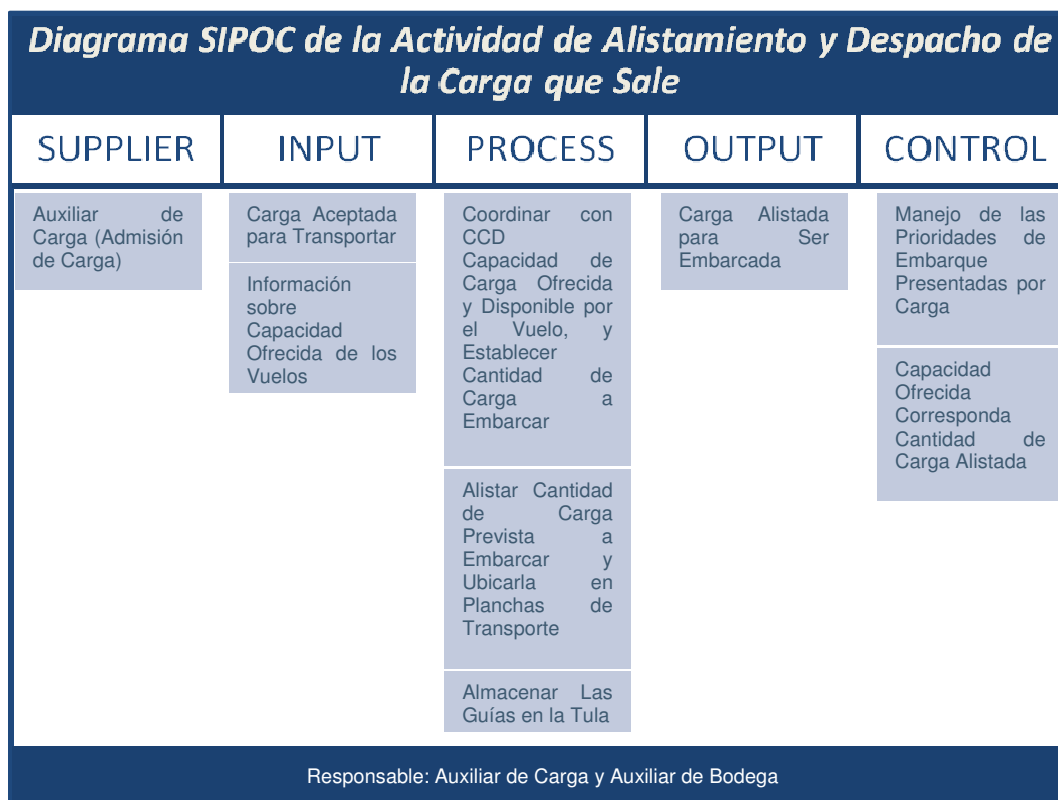 Diagrama SIPOC de la Actividad de Alistamiento y Despacho de
la Carga que Sale
SUPPLIER
INPUT
PROCESS
OUTPUT
CONTROL
Auxiliar de
Carga (Admisión
de Carga)
Carga Aceptada
para Transportar
Información
sobre
Capacidad
Ofrecida de los
Vuelos
Coordinar con
CCD
Capacidad de
Carga Ofrecida
y Disponible por
el Vuelo, y
Establecer
Cantidad de
Carga a
Embarcar
Alistar Cantidad
de Carga
Prevista a
Embarcar y
Ubicarla en
Planchas de
Transporte
Almacenar Las
Guías en la Tula
Carga Alistada
para Ser
Embarcada
Manejo de las
Prioridades de
Embarque
Presentadas por
Carga
Capacidad
Ofrecida
Corresponda
Cantidad de
Carga Alistada
Responsable: Auxiliar de Carga y Auxiliar de Bodega